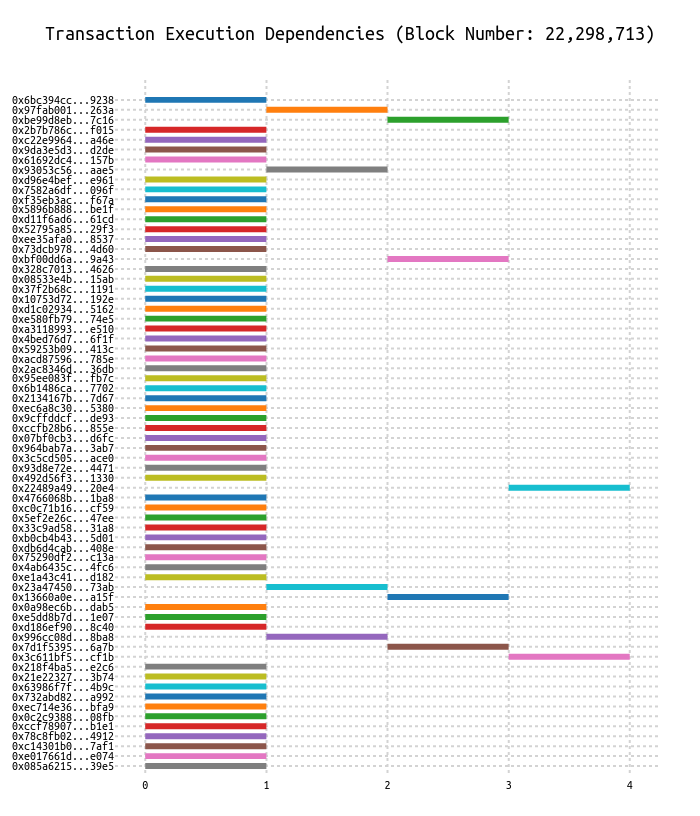 Transaction Execution Dependencies (Block Number: 22,298,713)
0x6bc394cc...9238
0x97fab001...263a
0xbe99d8eb...7c16
0x2b7b786c...f015
0xc22e9964...a46e
0x9da3e5d3...d2de
0x61692dc4...157b
0x93053c56...aae5
0xd96e4bef...e961
0x7582a6df...096f
0xf35eb3ac...f67a
0x5896b888...be1f
0xd11f6ad6...61cd
0x52795a85...29f3
0xee35afa0...8537
0x73dcb978...4d60
0xbf00dd6a...9a43
0x328c7013...4626
0x08533e4b...15ab
0x37f2b68c...1191
0x10753d72...192e
0xd1c02934...5162
0xe580fb79...74e5
0xa3118993...e510
0x4bed76d7...6f1f
0x59253b09...413c
0xacd87596...785e
0x2ac8346d...36db
0x95ee083f...fb7c
0x6b1486ca...7702
0x2134167b...7d67
0xec6a8c30...5380
0x9cffddcf...de93
0xccfb28b6...855e
0x07bf0cb3...d6fc
0x964bab7a...3ab7
0x3c5cd505...ace0
0x93d8e72e...4471
0x492d56f3...1330
0x22489a49...20e4
0x4766068b...1ba8
0xc0c71b16...cf59
0x5ef2e26c...47ee
0x33c9ad58...31a8
0xb0cb4b43...5d01
0xdb6d4cab...408e
0x75290df2...c13a
0x4ab6435c...4fc6
0xe1a43c41...d182
0x23a47450...73ab
0x13660a0e...a15f
0x0a98ec6b...dab5
0xe5dd8b7d...1e07
0xd186ef90...8c40
0x996cc08d...8ba8
0x7d1f5395...6a7b
0x3c611bf5...cf1b
0x218f4ba5...e2c6
0x21e22327...3b74
0x63986f7f...4b9c
0x732abd82...a992
0xec714e36...bfa9
0x0c2c9388...08fb
0xccf78907...b1e1
0x78c8fb02...4912
0xc14301b0...7af1
0xe017661d...e074
0x085a6215...39e5
0 1 2 3 4